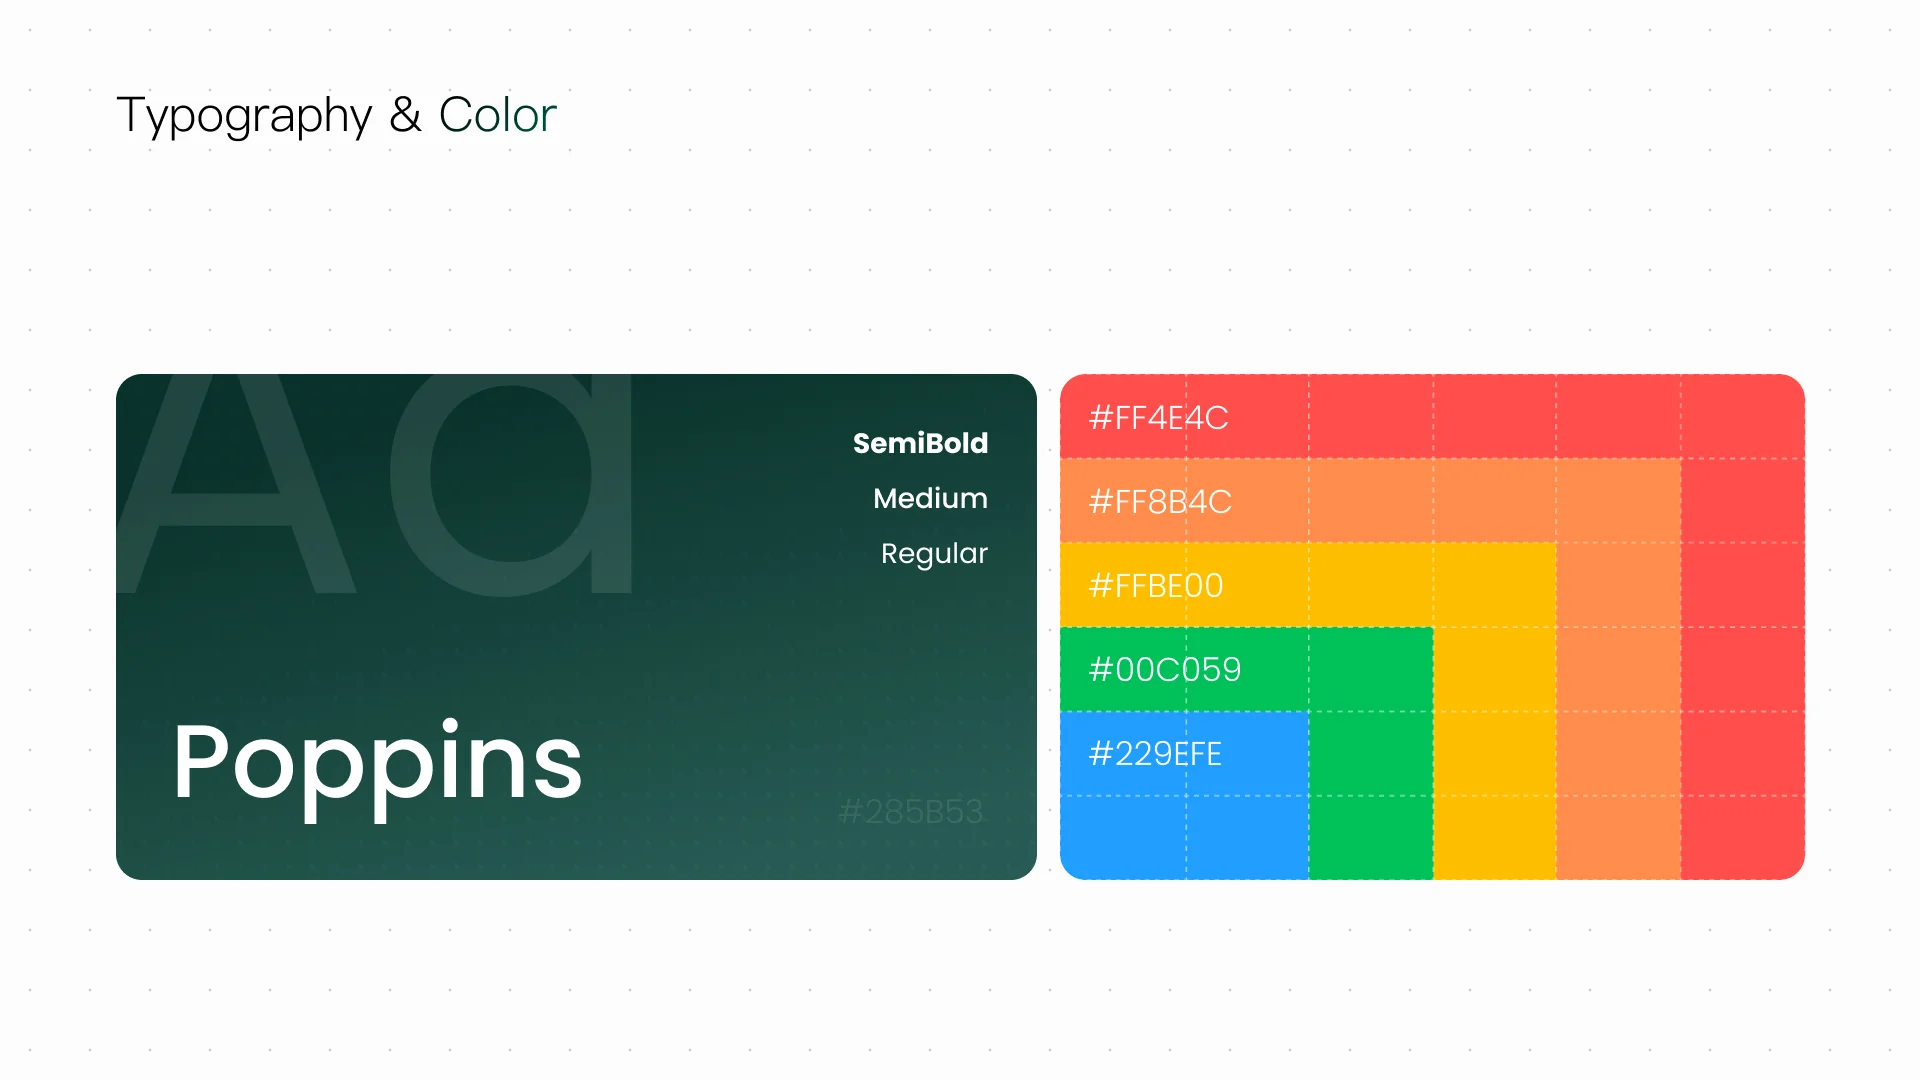 Typography & Color
Aa
SemiBold
Medium
Regular
Poppins
#285B53
#FF4E4C
#FF8B4C
#FFBE00
#00C059
#229EFE